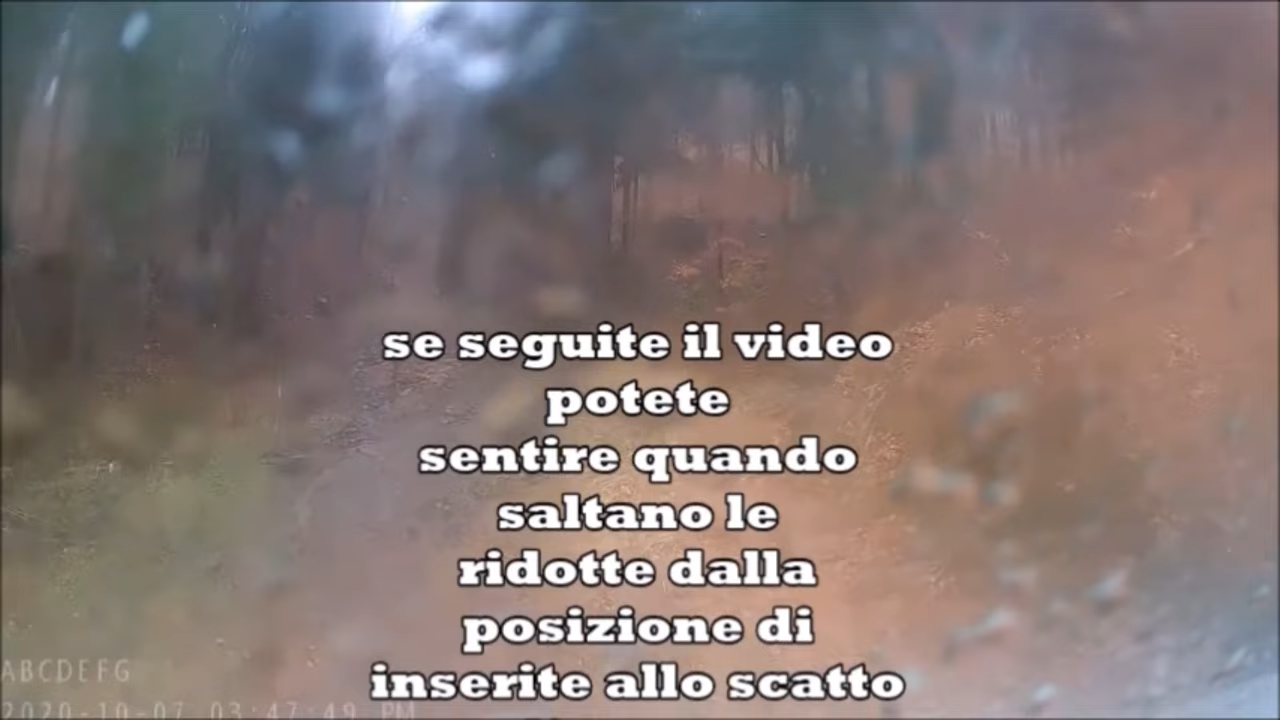 se seguite il video
potete
sentire quando
saltano le
ridotte dalla
posizione di
inserite allo scatto
ABCDEFG
2020-10-07 03:47:49 PM